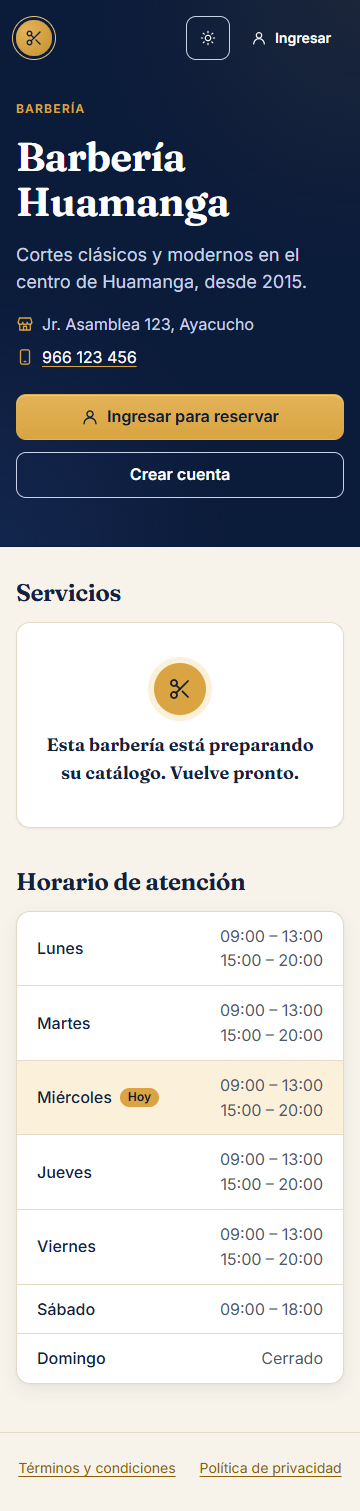 Ingresar
BARBERÍA
Barbería
Huamanga
Cortes clásicos y modernos en el
centro de Huamanga, desde 2015.
Jr. Asamblea 123, Ayacucho
966 123 456
Ingresar para reservar
Crear cuenta
Servicios
Esta barbería está preparando
su catálogo. Vuelve pronto.
Horario de atención
Lunes
09:00 – 13:00
15:00 – 20:00
Martes
09:00 – 13:00
15:00 – 20:00
Miércoles Hoy
09:00 – 13:00
15:00 – 20:00
Jueves
09:00 – 13:00
15:00 – 20:00
Viernes
09:00 – 13:00
15:00 – 20:00
Sábado 09:00 – 18:00
Domingo Cerrado
Términos y condiciones Política de privacidad